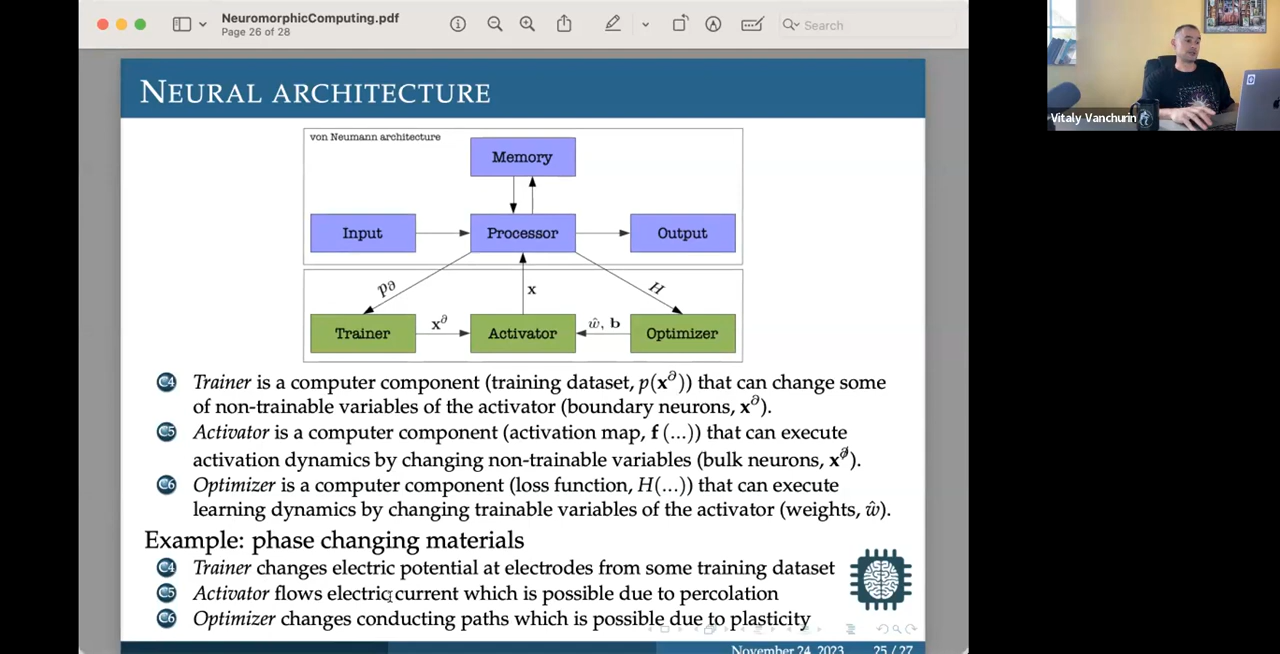 NeuromorphicComputing.pdf
Page 26 of 28
Search
Vitaly Vanchurin
NEURAL ARCHITECTURE
von Neumann architecture
Memory
Input
Processor
Output
p∂
x
H
Trainer
x^∂
Activator
ŵ, b
Optimizer
C4 Trainer is a computer component (training dataset, p(x^∂)) that can change some
of non-trainable variables of the activator (boundary neurons, x^∂).
C5 Activator is a computer component (activation map, f (...)) that can execute
activation dynamics by changing non-trainable variables (bulk neurons, x^∂̸).
C6 Optimizer is a computer component (loss function, H(...)) that can execute
learning dynamics by changing trainable variables of the activator (weights, ŵ).
Example: phase changing materials
C4 Trainer changes electric potential at electrodes from some training dataset
C5 Activator flows electric current which is possible due to percolation
C6 Optimizer changes conducting paths which is possible due to plasticity
November 24, 2023 25 / 27